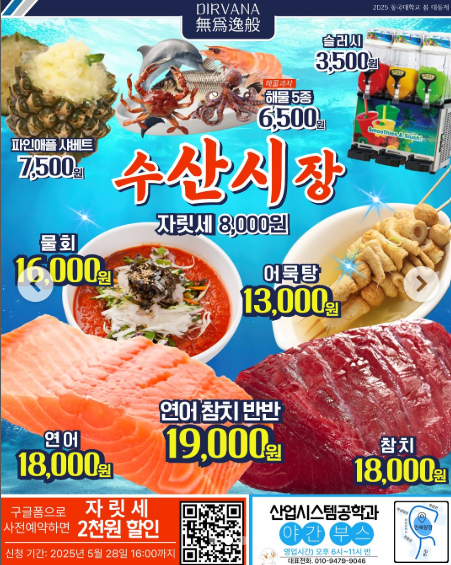 DIRVANA
無爲逸般
2025 동국대학교 봄 대동제
슬러시
3,500원
해물과자
해물 5종
6,500원
파인애플 샤베트
7,500원
Smoothies & Slush!
수산시장
자릿세 8,000원
물회
16,000원
어묵탕
13,000원
연어 참치 반반
19,000원
연어
18,000원
참치
18,000원
구글폼으로
사전예약하면
자릿세
2천원 할인
신청 기간: 2025년 5월 28일 16:00까지
산업시스템공학과
야간 부스
영업시간) 오후 6시~11시 반
대표전화. 010-9479-9046